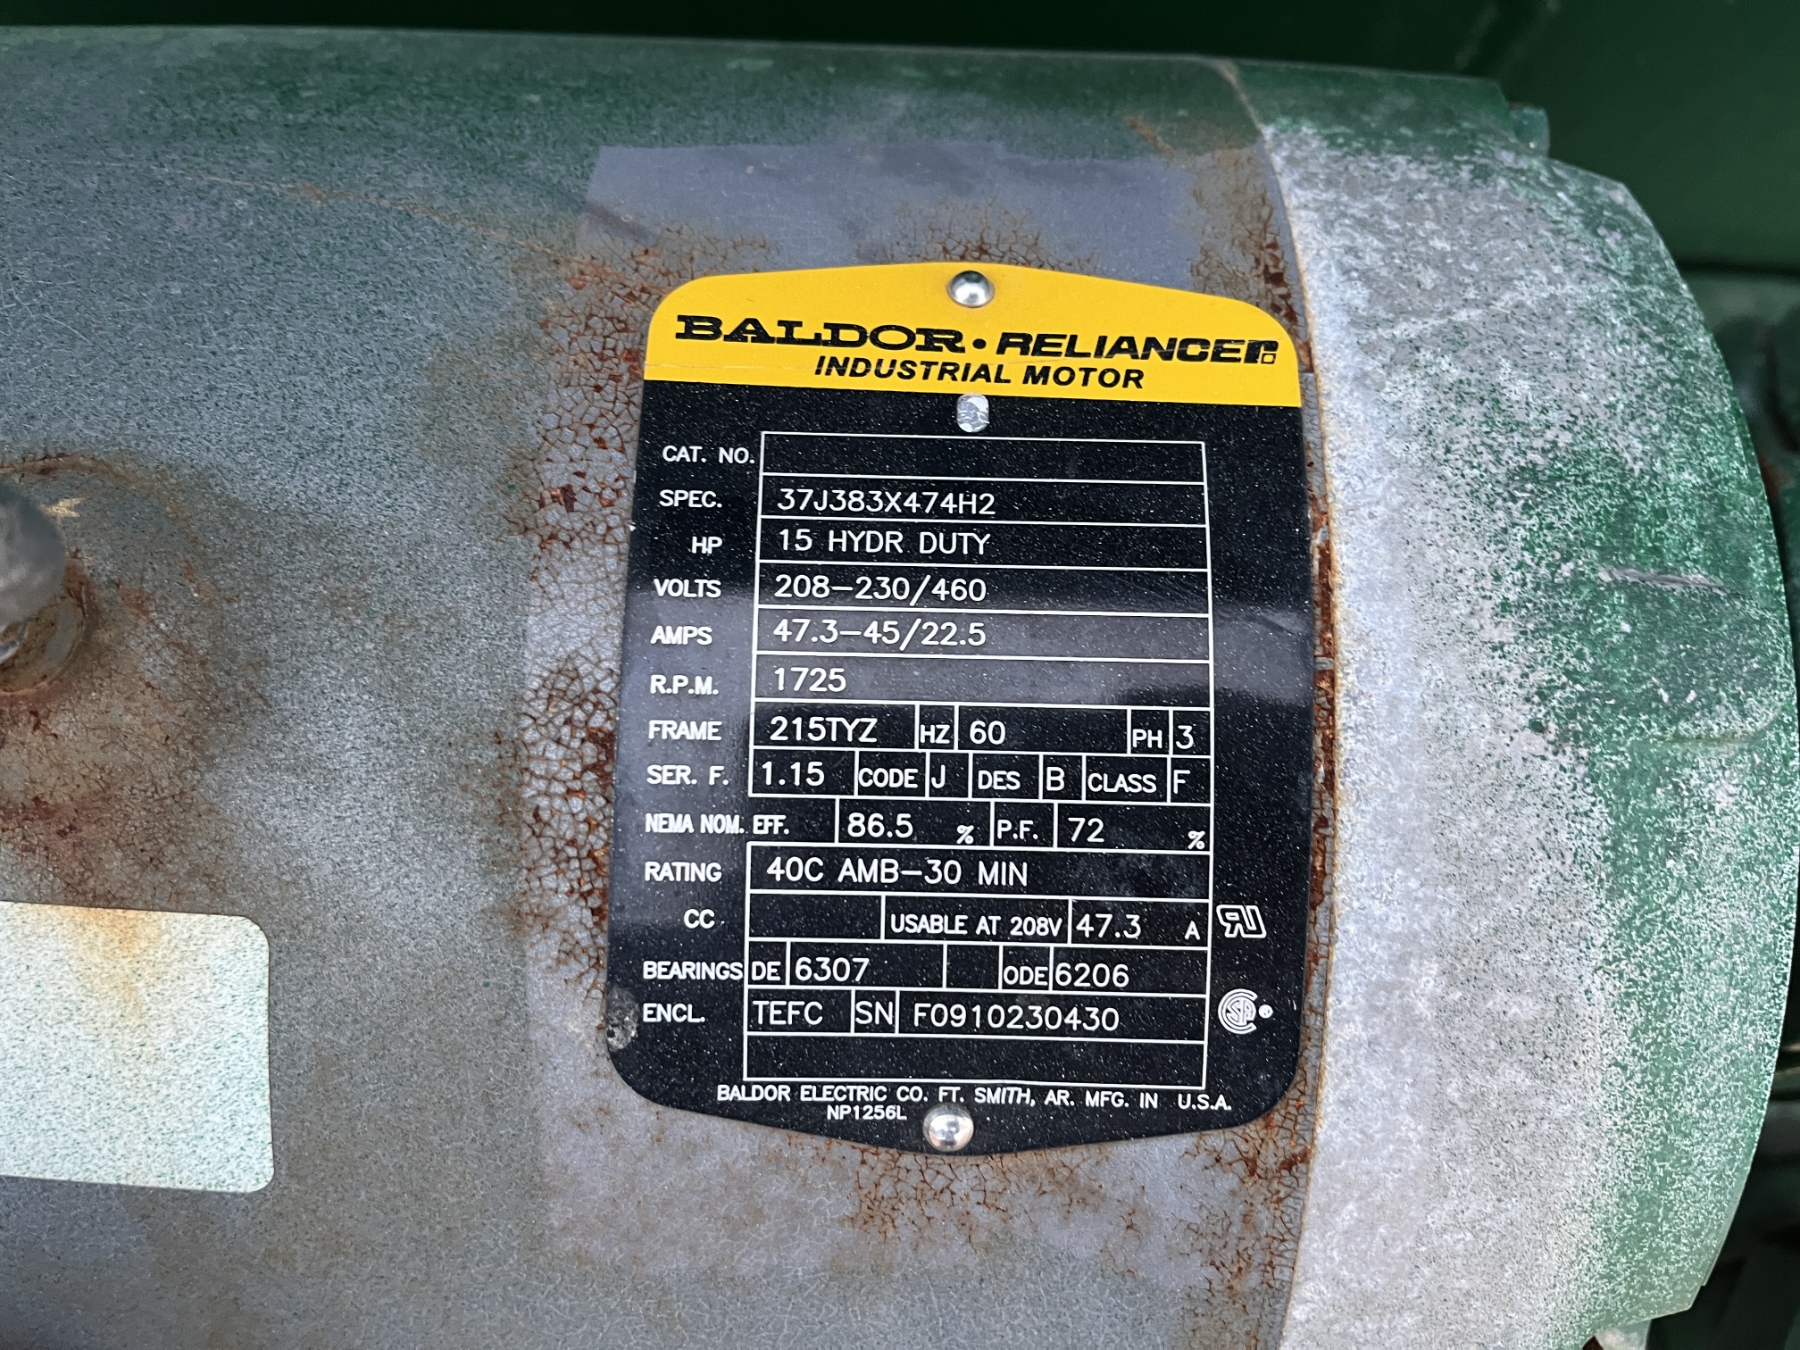 BALDOR • RELIANCER
INDUSTRIAL MOTOR
CAT. NO.
SPEC. 37J383X474H2
HP 15 HYDR DUTY
VOLTS 208-230/460
AMPS 47.3-45/22.5
R.P.M. 1725
FRAME 215TYZ HZ 60 PH 3
SER. F. 1.15 CODE J DES B CLASS F
NEMA NOM. EFF. 86.5 % P.F. 72 %
RATING 40C AMB-30 MIN
CC USABLE AT 208V 47.3 A
BEARINGS DE 6307 ODE 6206
ENCL. TEFC SN F0910230430
BALDOR ELECTRIC CO. FT. SMITH, AR. MFG. IN U.S.A.
NP1256L